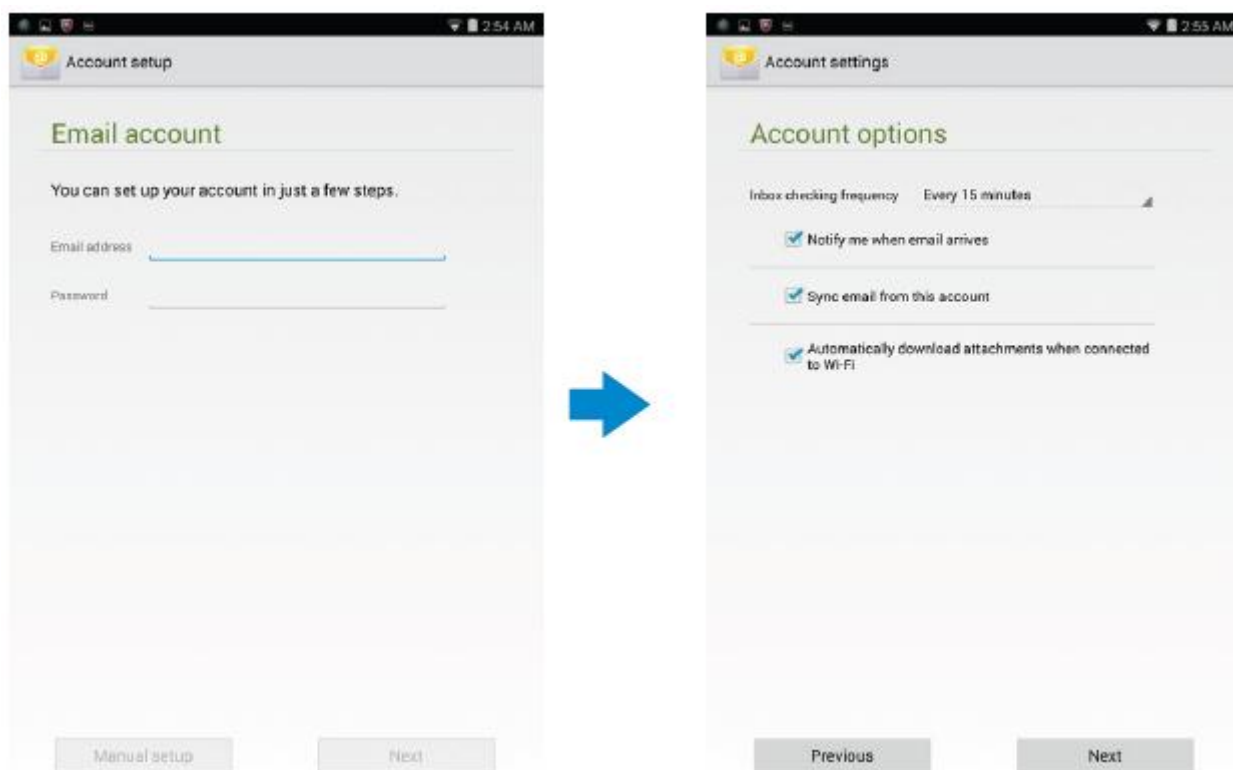 2:54 AM
Account setup
Email account
You can set up your account in just a few steps.
Email address
Password
Manual setup
Next
2:55 AM
Account settings
Account options
Inbox checking frequency Every 15 minutes
Notify me when email arrives
Sync email from this account
Automatically download attachments when connected
to Wi-Fi
Previous
Next